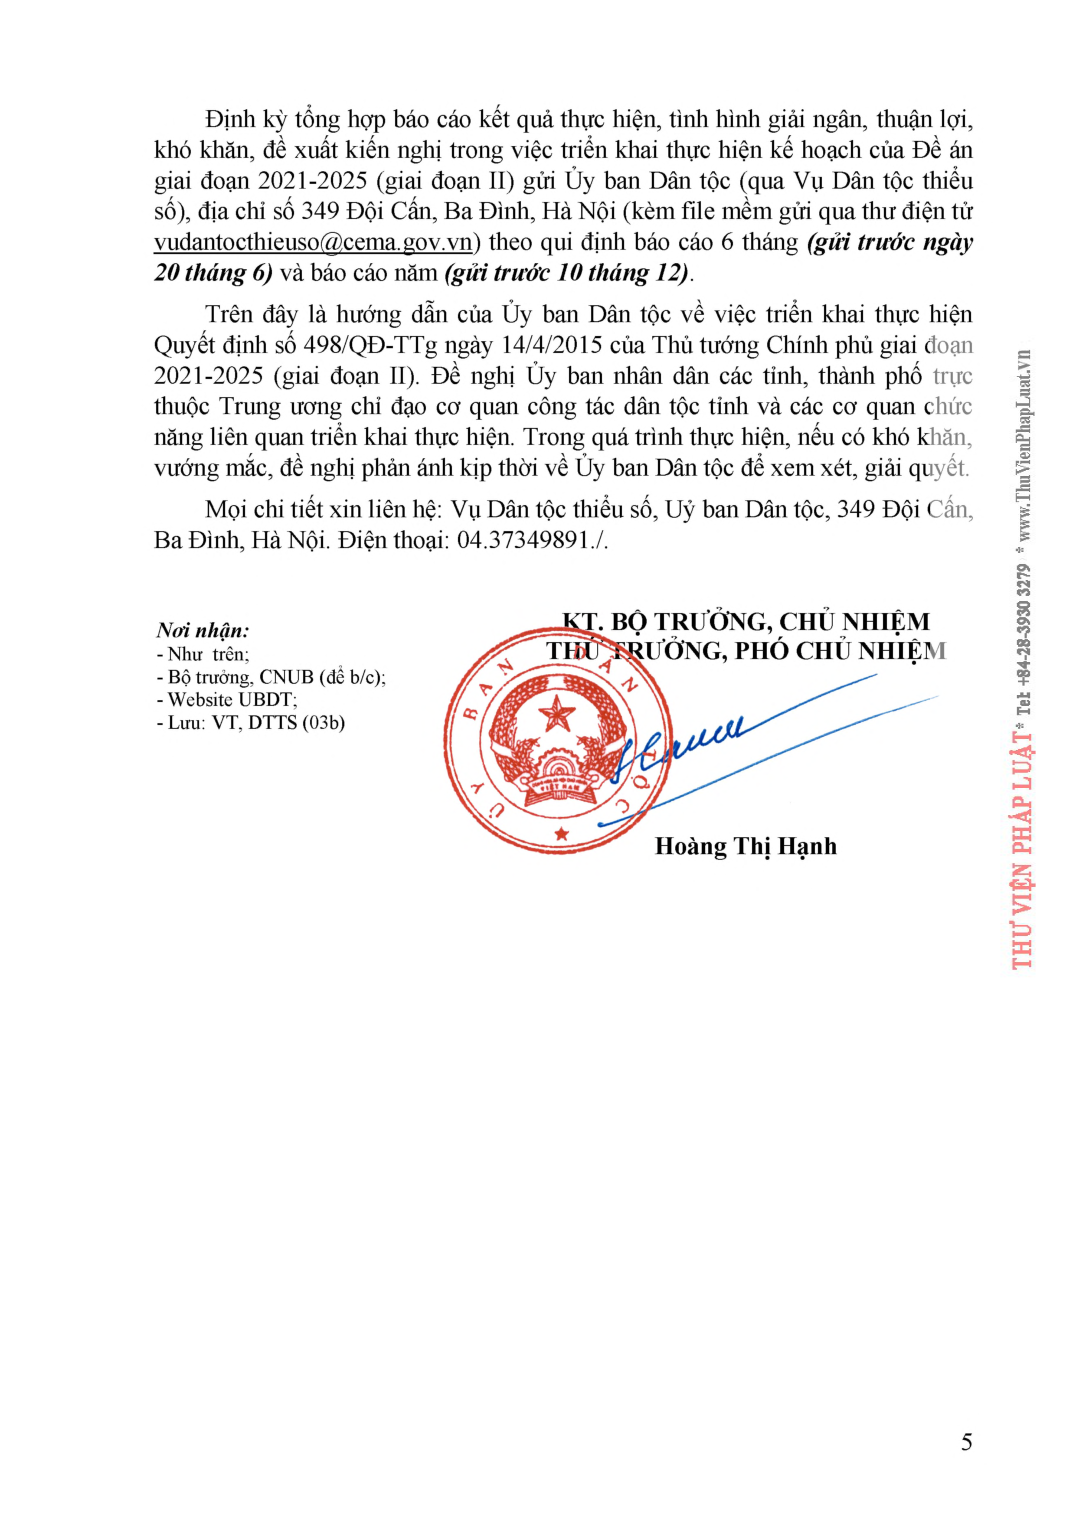 Định kỳ tổng hợp báo cáo kết quả thực hiện, tình hình giải ngân, thuận lợi,
khó khăn, đề xuất kiến nghị trong việc triển khai thực hiện kế hoạch của Đề án
giai đoạn 2021-2025 (giai đoạn II) gửi Ủy ban Dân tộc (qua Vụ Dân tộc thiểu
số), địa chỉ số 349 Đội Cấn, Ba Đình, Hà Nội (kèm file mềm gửi qua thư điện tử
vudantocthieuso@cema.gov.vn) theo qui định báo cáo 6 tháng (gửi trước ngày
20 tháng 6) và báo cáo năm (gửi trước 10 tháng 12).
Trên đây là hướng dẫn của Ủy ban Dân tộc về việc triển khai thực hiện
Quyết định số 498/QĐ-TTg ngày 14/4/2015 của Thủ tướng Chính phủ giai đoạn
2021-2025 (giai đoạn II). Đề nghị Ủy ban nhân dân các tỉnh, thành phố trực
thuộc Trung ương chỉ đạo cơ quan công tác dân tộc tỉnh và các cơ quan chức
năng liên quan triển khai thực hiện. Trong quá trình thực hiện, nếu có khó khăn,
vướng mắc, đề nghị phản ánh kịp thời về Ủy ban Dân tộc để xem xét, giải quyết.
Mọi chi tiết xin liên hệ: Vụ Dân tộc thiểu số, Uỷ ban Dân tộc, 349 Đội Cấn,
Ba Đình, Hà Nội. Điện thoại: 04.37349891./.
Nơi nhận:
- Như trên;
- Bộ trưởng, CNUB (để b/c);
- Website UBDT;
- Lưu: VT, DTTS (03b)
KT. BỘ TRƯỞNG, CHỦ NHIỆM
THỨ TRƯỞNG, PHÓ CHỦ NHIỆM
ỦY BAN DÂN TỘC
VIỆT NAM
Hoàng Thị Hạnh
THƯ VIỆN PHÁP LUẬT * Tel: +84-28-3930 3279 * www.ThuVienPhapLuat.vn
5